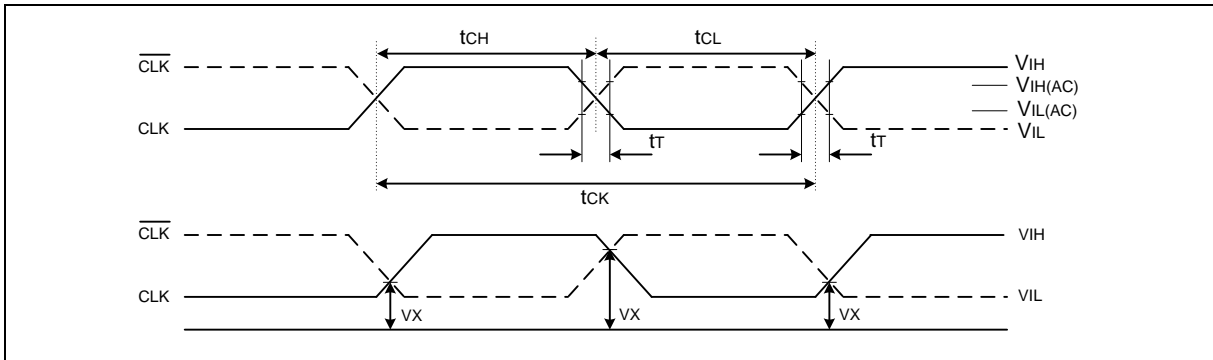 tCH tCL
CLK VIH
VIH(AC)
VIL(AC)
CLK VIL
tT tT
tCK
CLK VIH
CLK VIL
VX VX VX